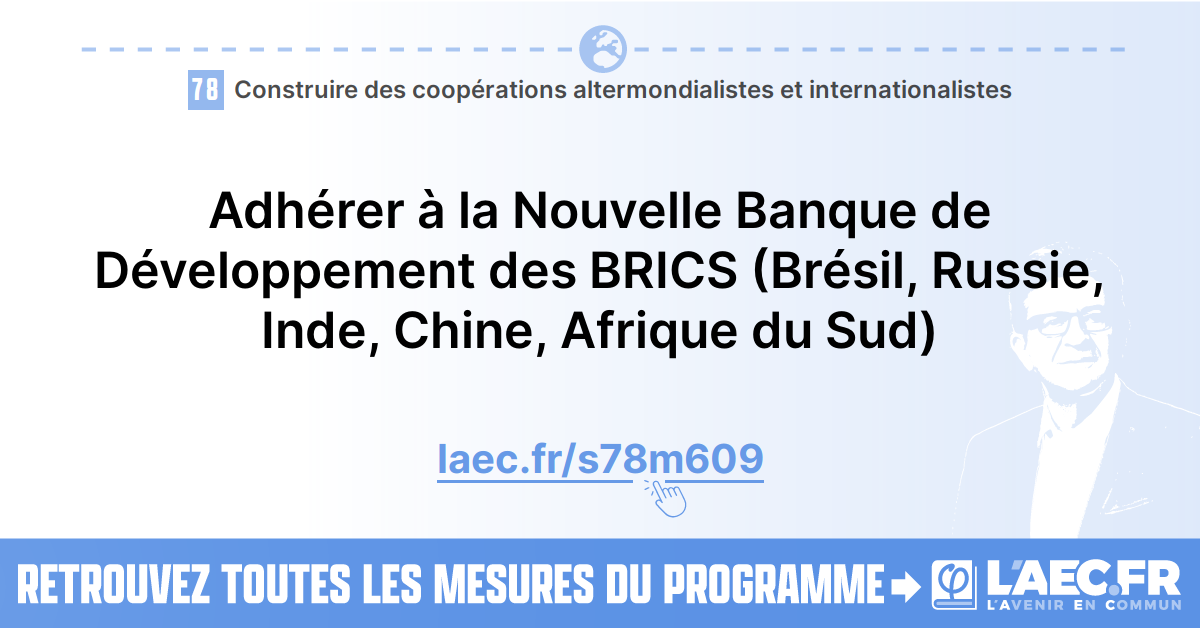 78 Construire des coopérations altermondialistes et internationalistes
Adhérer à la Nouvelle Banque de
Développement des BRICS (Brésil, Russie,
Inde, Chine, Afrique du Sud)
laec.fr/s78m609
RETROUVEZ TOUTES LES MESURES DU PROGRAMME
L'AEC.FR
L'AVENIR EN COMMUN